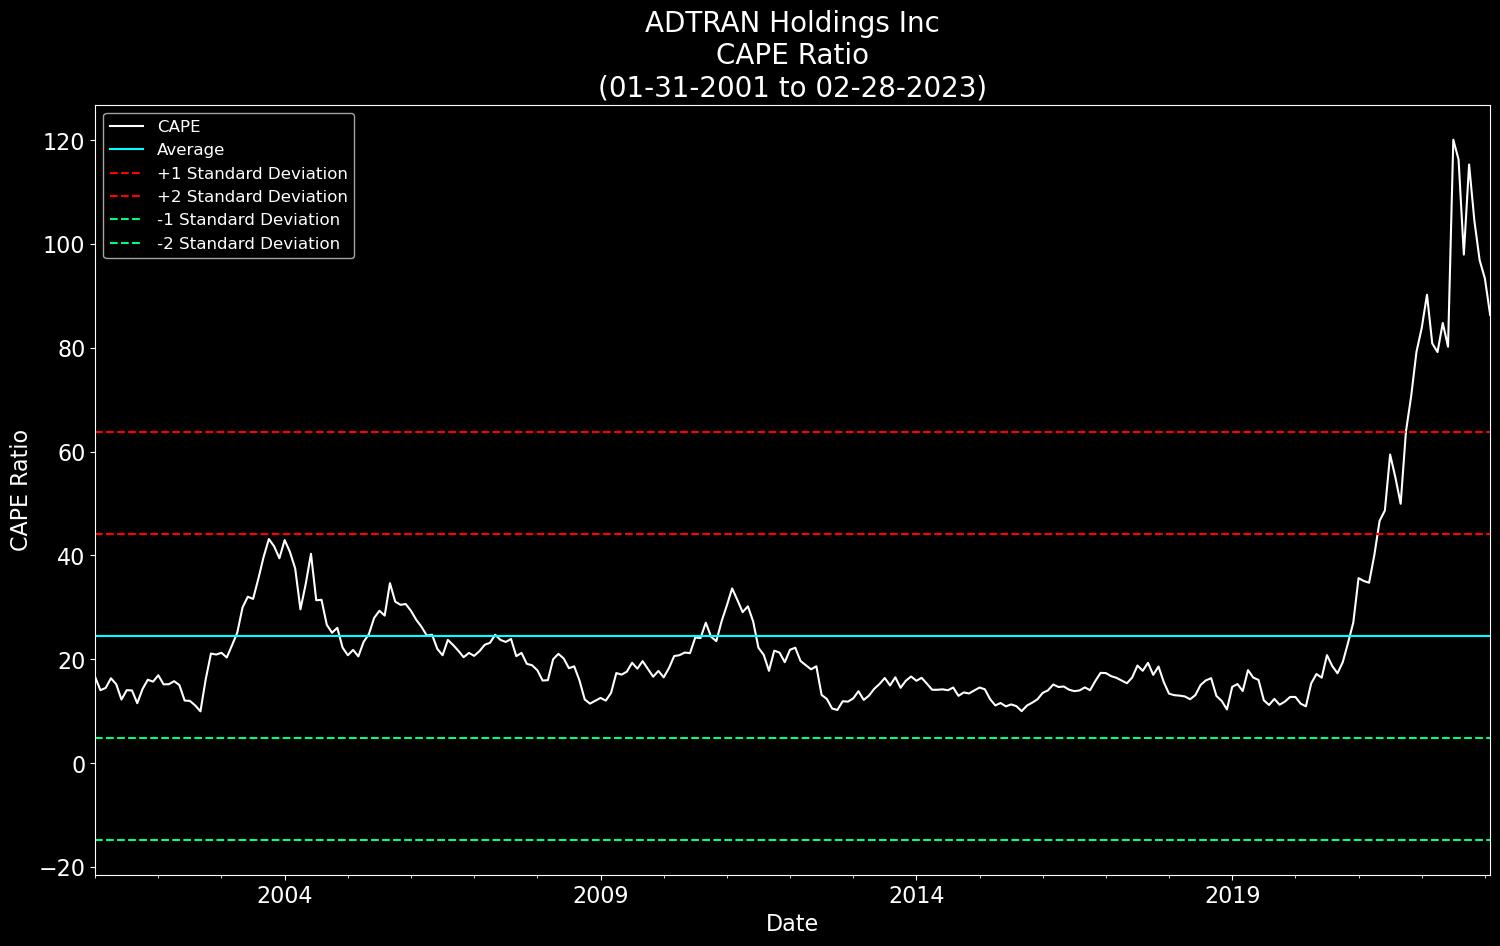 ADTRAN Holdings Inc
CAPE Ratio
(01-31-2001 to 02-28-2023)
CAPE
Average
+1 Standard Deviation
+2 Standard Deviation
-1 Standard Deviation
-2 Standard Deviation
120
100
80
60
40
20
0
−20
CAPE Ratio
2004
2009
2014
2019
Date